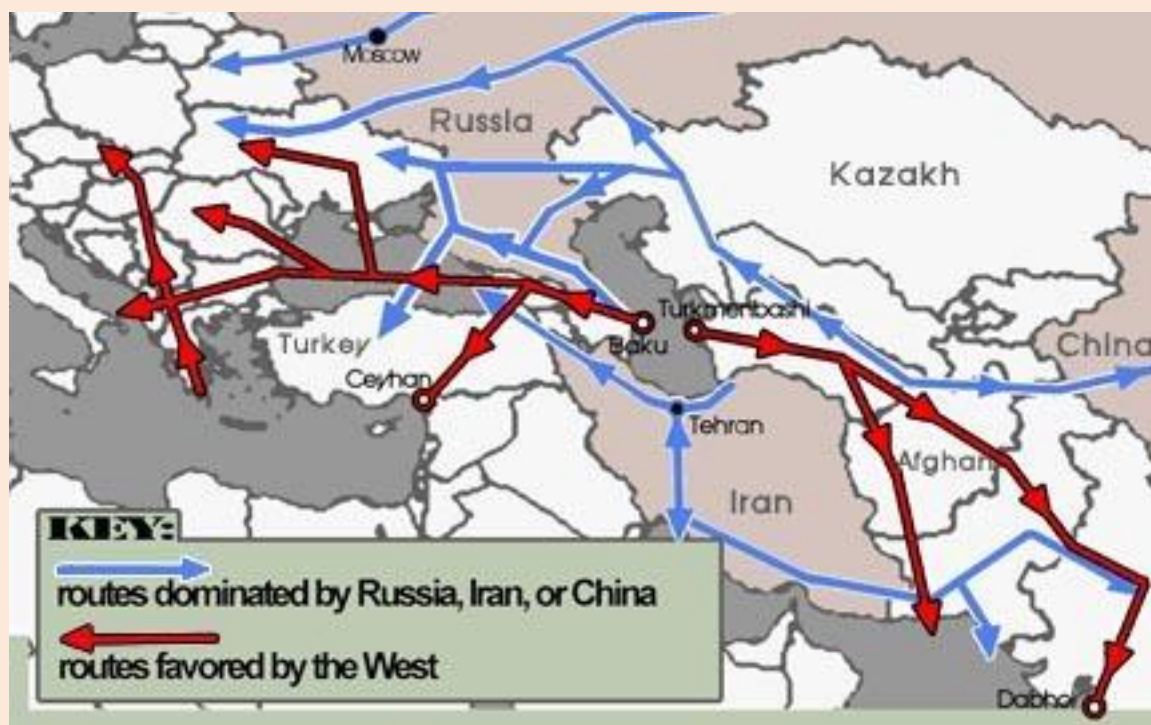 Moscow
Russia
Kazakh
Turkmenbashi
Turkey
Baku
China
Ceyhan
Tehran
Afghan
Iran
KEY:
routes dominated by Russia, Iran, or China
routes favored by the West
Dabhol